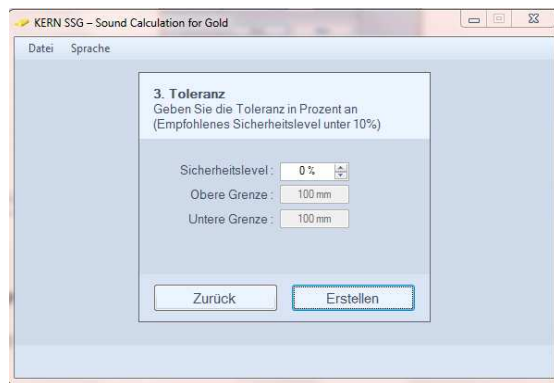 KERN SSG – Sound Calculation for Gold
Datei Sprache
3. Toleranz
Geben Sie die Toleranz in Prozent an
(Empfohlenes Sicherheitslevel unter 10%)
Sicherheitslevel : 0 %
Obere Grenze : 100 mm
Untere Grenze : 100 mm
Zurück Erstellen